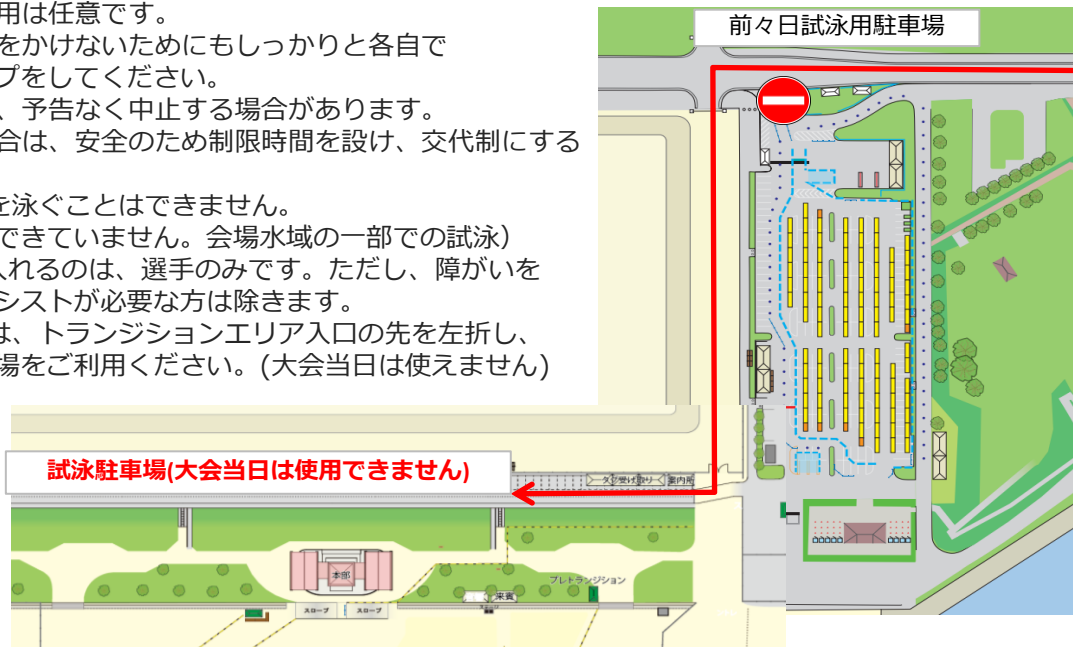 用は任意です。
をかけないためにもしっかりと各自で
プをしてください。
、予告なく中止する場合があります。
合は、安全のため制限時間を設け、交代制にする
を泳ぐことはできません。
できていません。会場水域の一部での試泳）
入れるのは、選手のみです。ただし、障がいを
シストが必要な方は除きます。
は、トランジションエリア入口の先を左折し、
場をご利用ください。(大会当日は使えません)
前々日試泳用駐車場
試泳駐車場(大会当日は使用できません)
受け取り
案内所
本部
プレトランジション
来賓
スロープ
スロープ